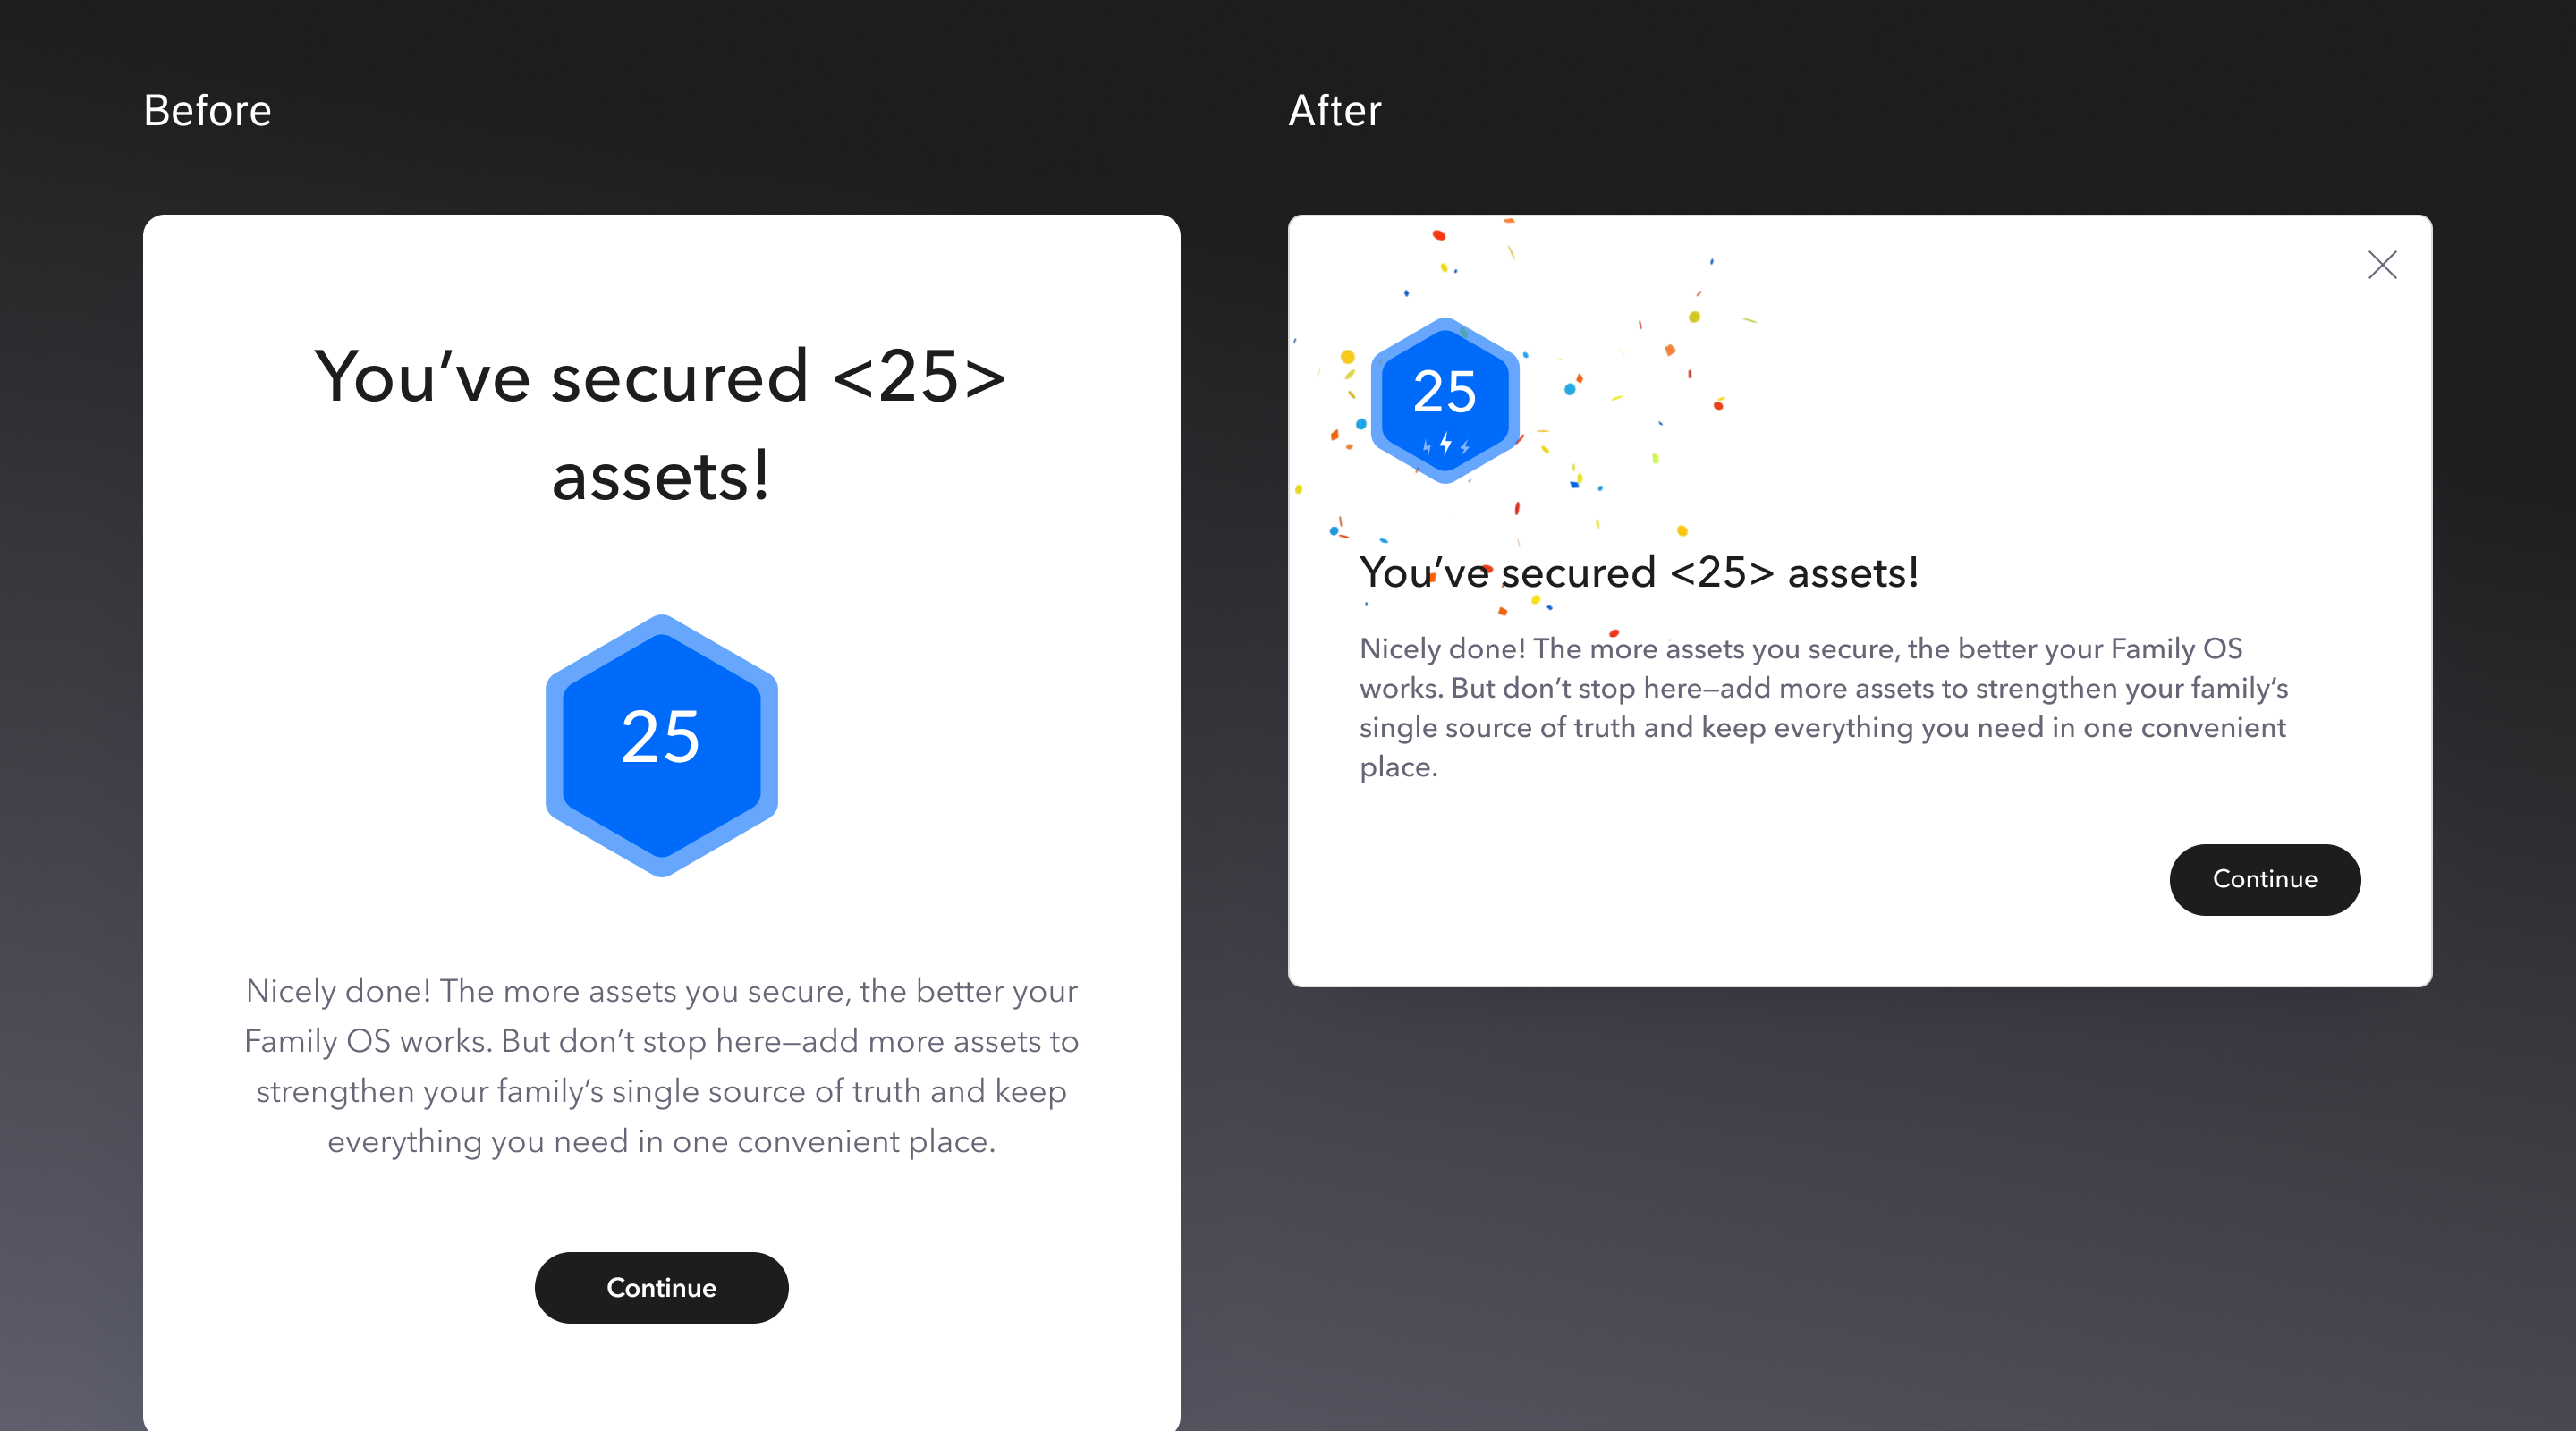 Before
You’ve secured <25>
assets!
25
Nicely done! The more assets you secure, the better your
Family OS works. But don’t stop here—add more assets to
strengthen your family’s single source of truth and keep
everything you need in one convenient place.
Continue
After
25
You’ve secured <25> assets!
Nicely done! The more assets you secure, the better your Family OS
works. But don’t stop here—add more assets to strengthen your family’s
single source of truth and keep everything you need in one convenient
place.
Continue